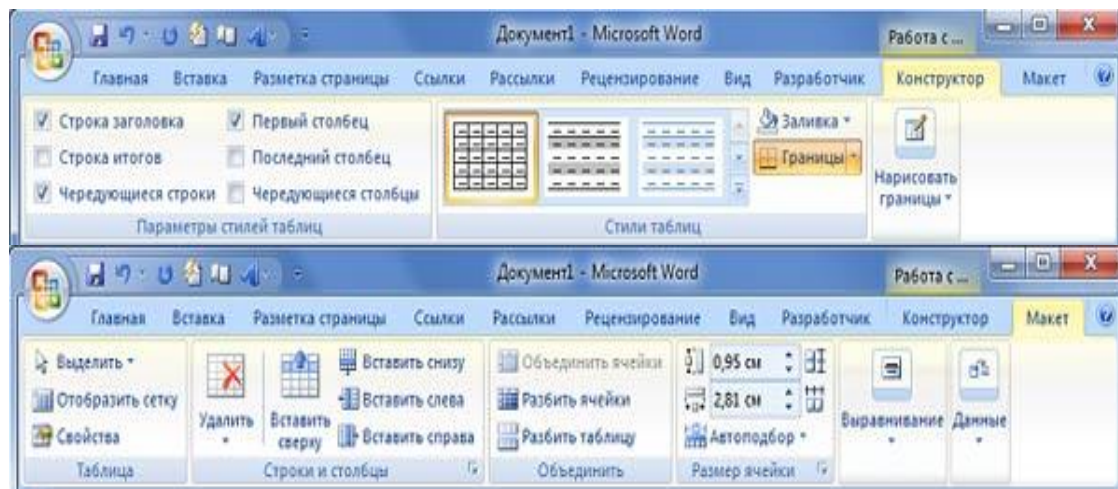 Документ1 - Microsoft Word
Работа с ...
Главная Вставка Разметка страницы Ссылки Рассылки Рецензирование Вид Разработчик Конструктор Макет
Строка заголовка
Первый столбец
Строка итогов
Последний столбец
Чередующиеся строки
Чередующиеся столбцы
Параметры стилей таблиц
Стили таблиц
Заливка
Границы
Нарисовать
границы
Документ1 - Microsoft Word
Работа с ...
Главная Вставка Разметка страницы Ссылки Рассылки Рецензирование Вид Разработчик Конструктор Макет
Выделить
Отобразить сетку
Свойства
Таблица
Удалить
Вставить
сверху
Вставить снизу
Вставить слева
Вставить справа
Строки и столбцы
Объединить ячейки
Разбить ячейки
Разбить таблицу
Объединить
0,95 см
2,81 см
Автоподбор
Размер ячейки
Выравнивание
Данные